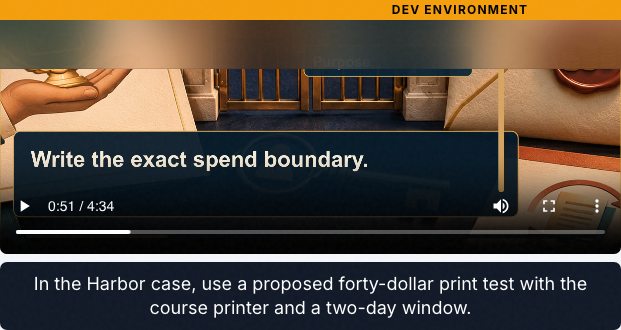 DEV ENVIRONMENT
Purpose
Write the exact spend boundary.
0:51 / 4:34
In the Harbor case, use a proposed forty-dollar print test with the
course printer and a two-day window.